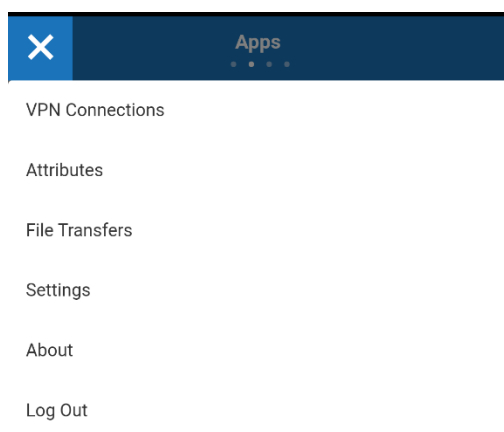 Apps
VPN Connections
Attributes
File Transfers
Settings
About
Log Out